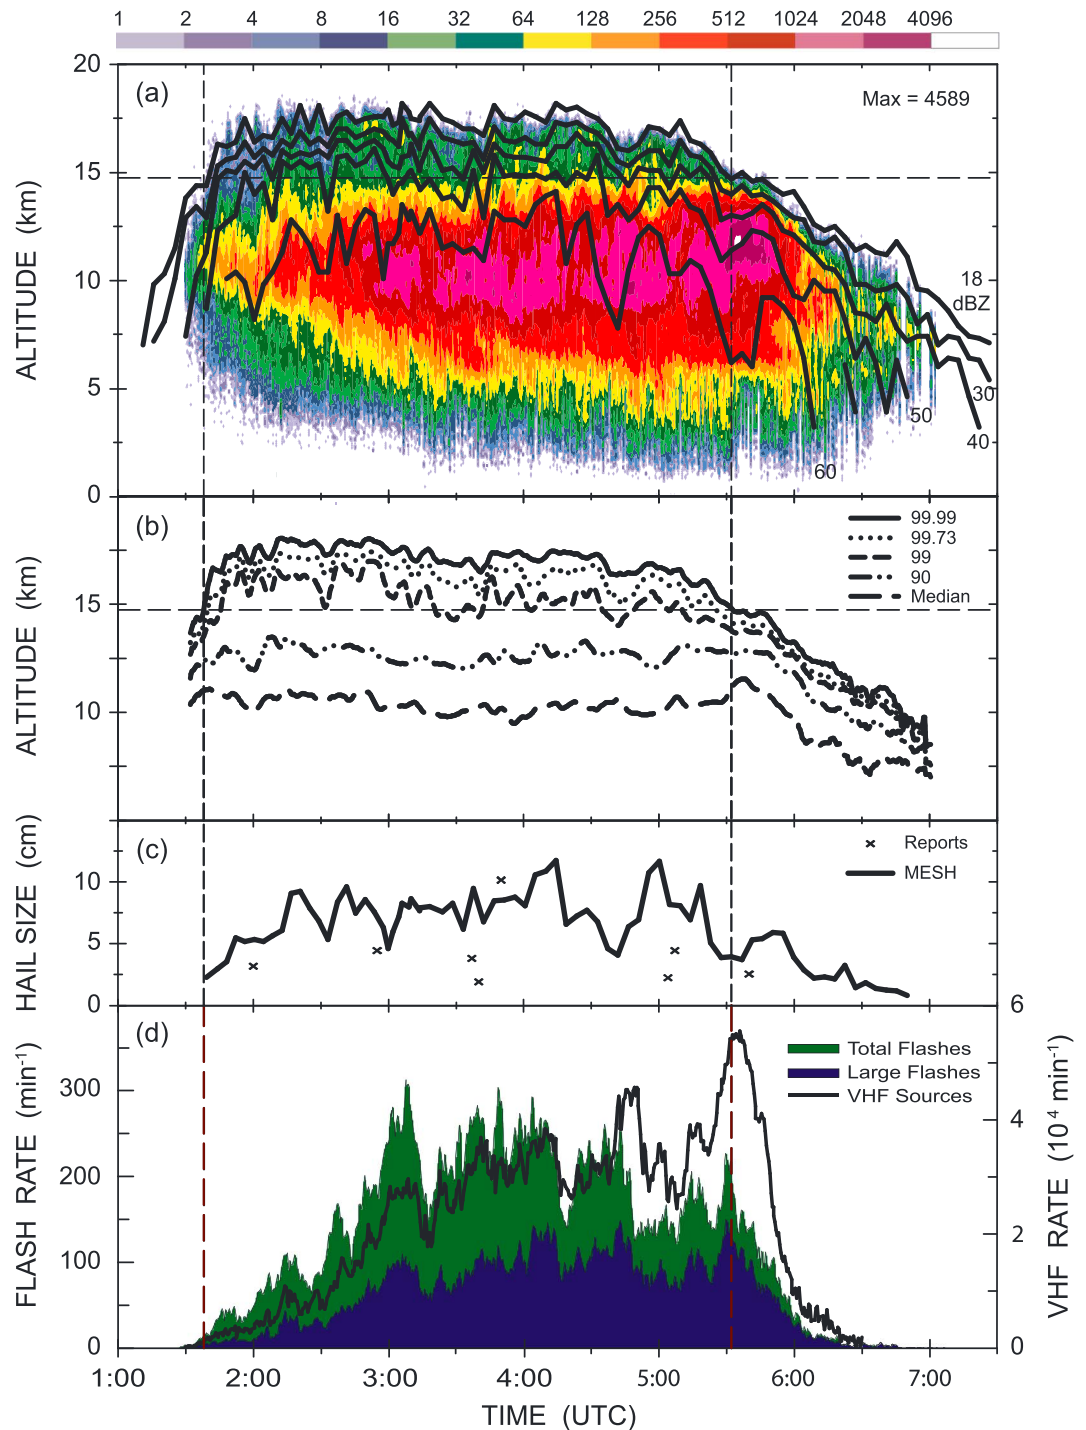 1 2 4 8 16 32 64 128 256 512 1024 2048 4096
(a)
Max = 4589
20
15
10
5
0
ALTITUDE (km)
18
dBZ
30
50
40
60
(b)
99.99
99.73
99
90
Median
15
10
ALTITUDE (km)
(c)
Reports
MESH
10
5
0
HAIL SIZE (cm)
(d)
Total Flashes
Large Flashes
VHF Sources
300
200
100
0
FLASH RATE (min⁻¹)
6
4
2
0
VHF RATE (10⁴ min⁻¹)
1:00 2:00 3:00 4:00 5:00 6:00 7:00
TIME (UTC)